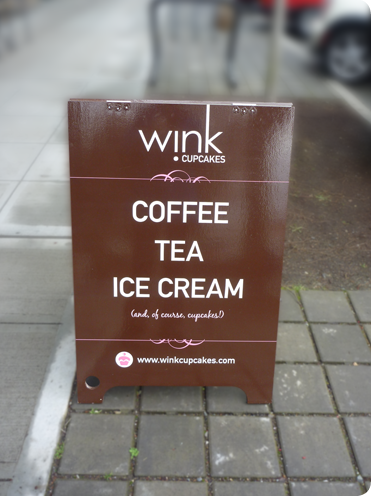 wink
CUPCAKES
COFFEE
TEA
ICE CREAM
(and, of course, cupcakes!)
www.winkcupcakes.com